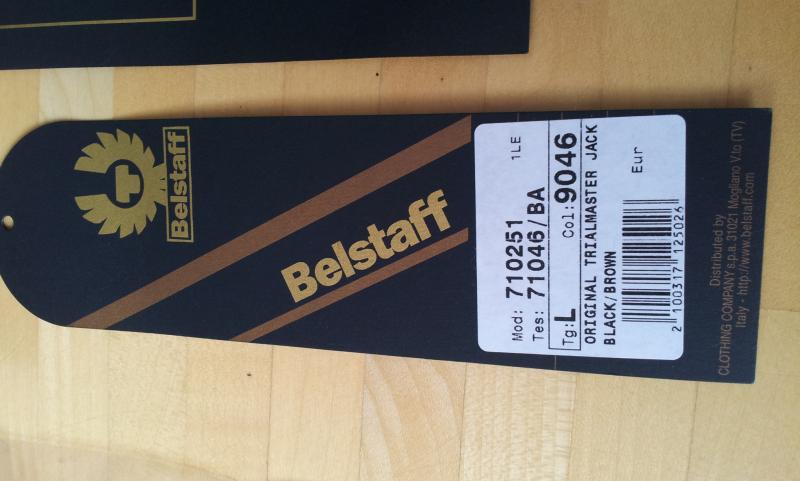 Belstaff
Belstaff
Mod: 710251 1LE
Tes: 71046/BA
Tg: L Col: 9046
ORIGINAL TRIALMASTER JACK
BLACK/BROWN
Eur
2 100317 125026
Distributed by
CLOTHING COMPANY s.p.a. 31021 Mogliano V.to (TV)
Italy - http://www.belstaff.com